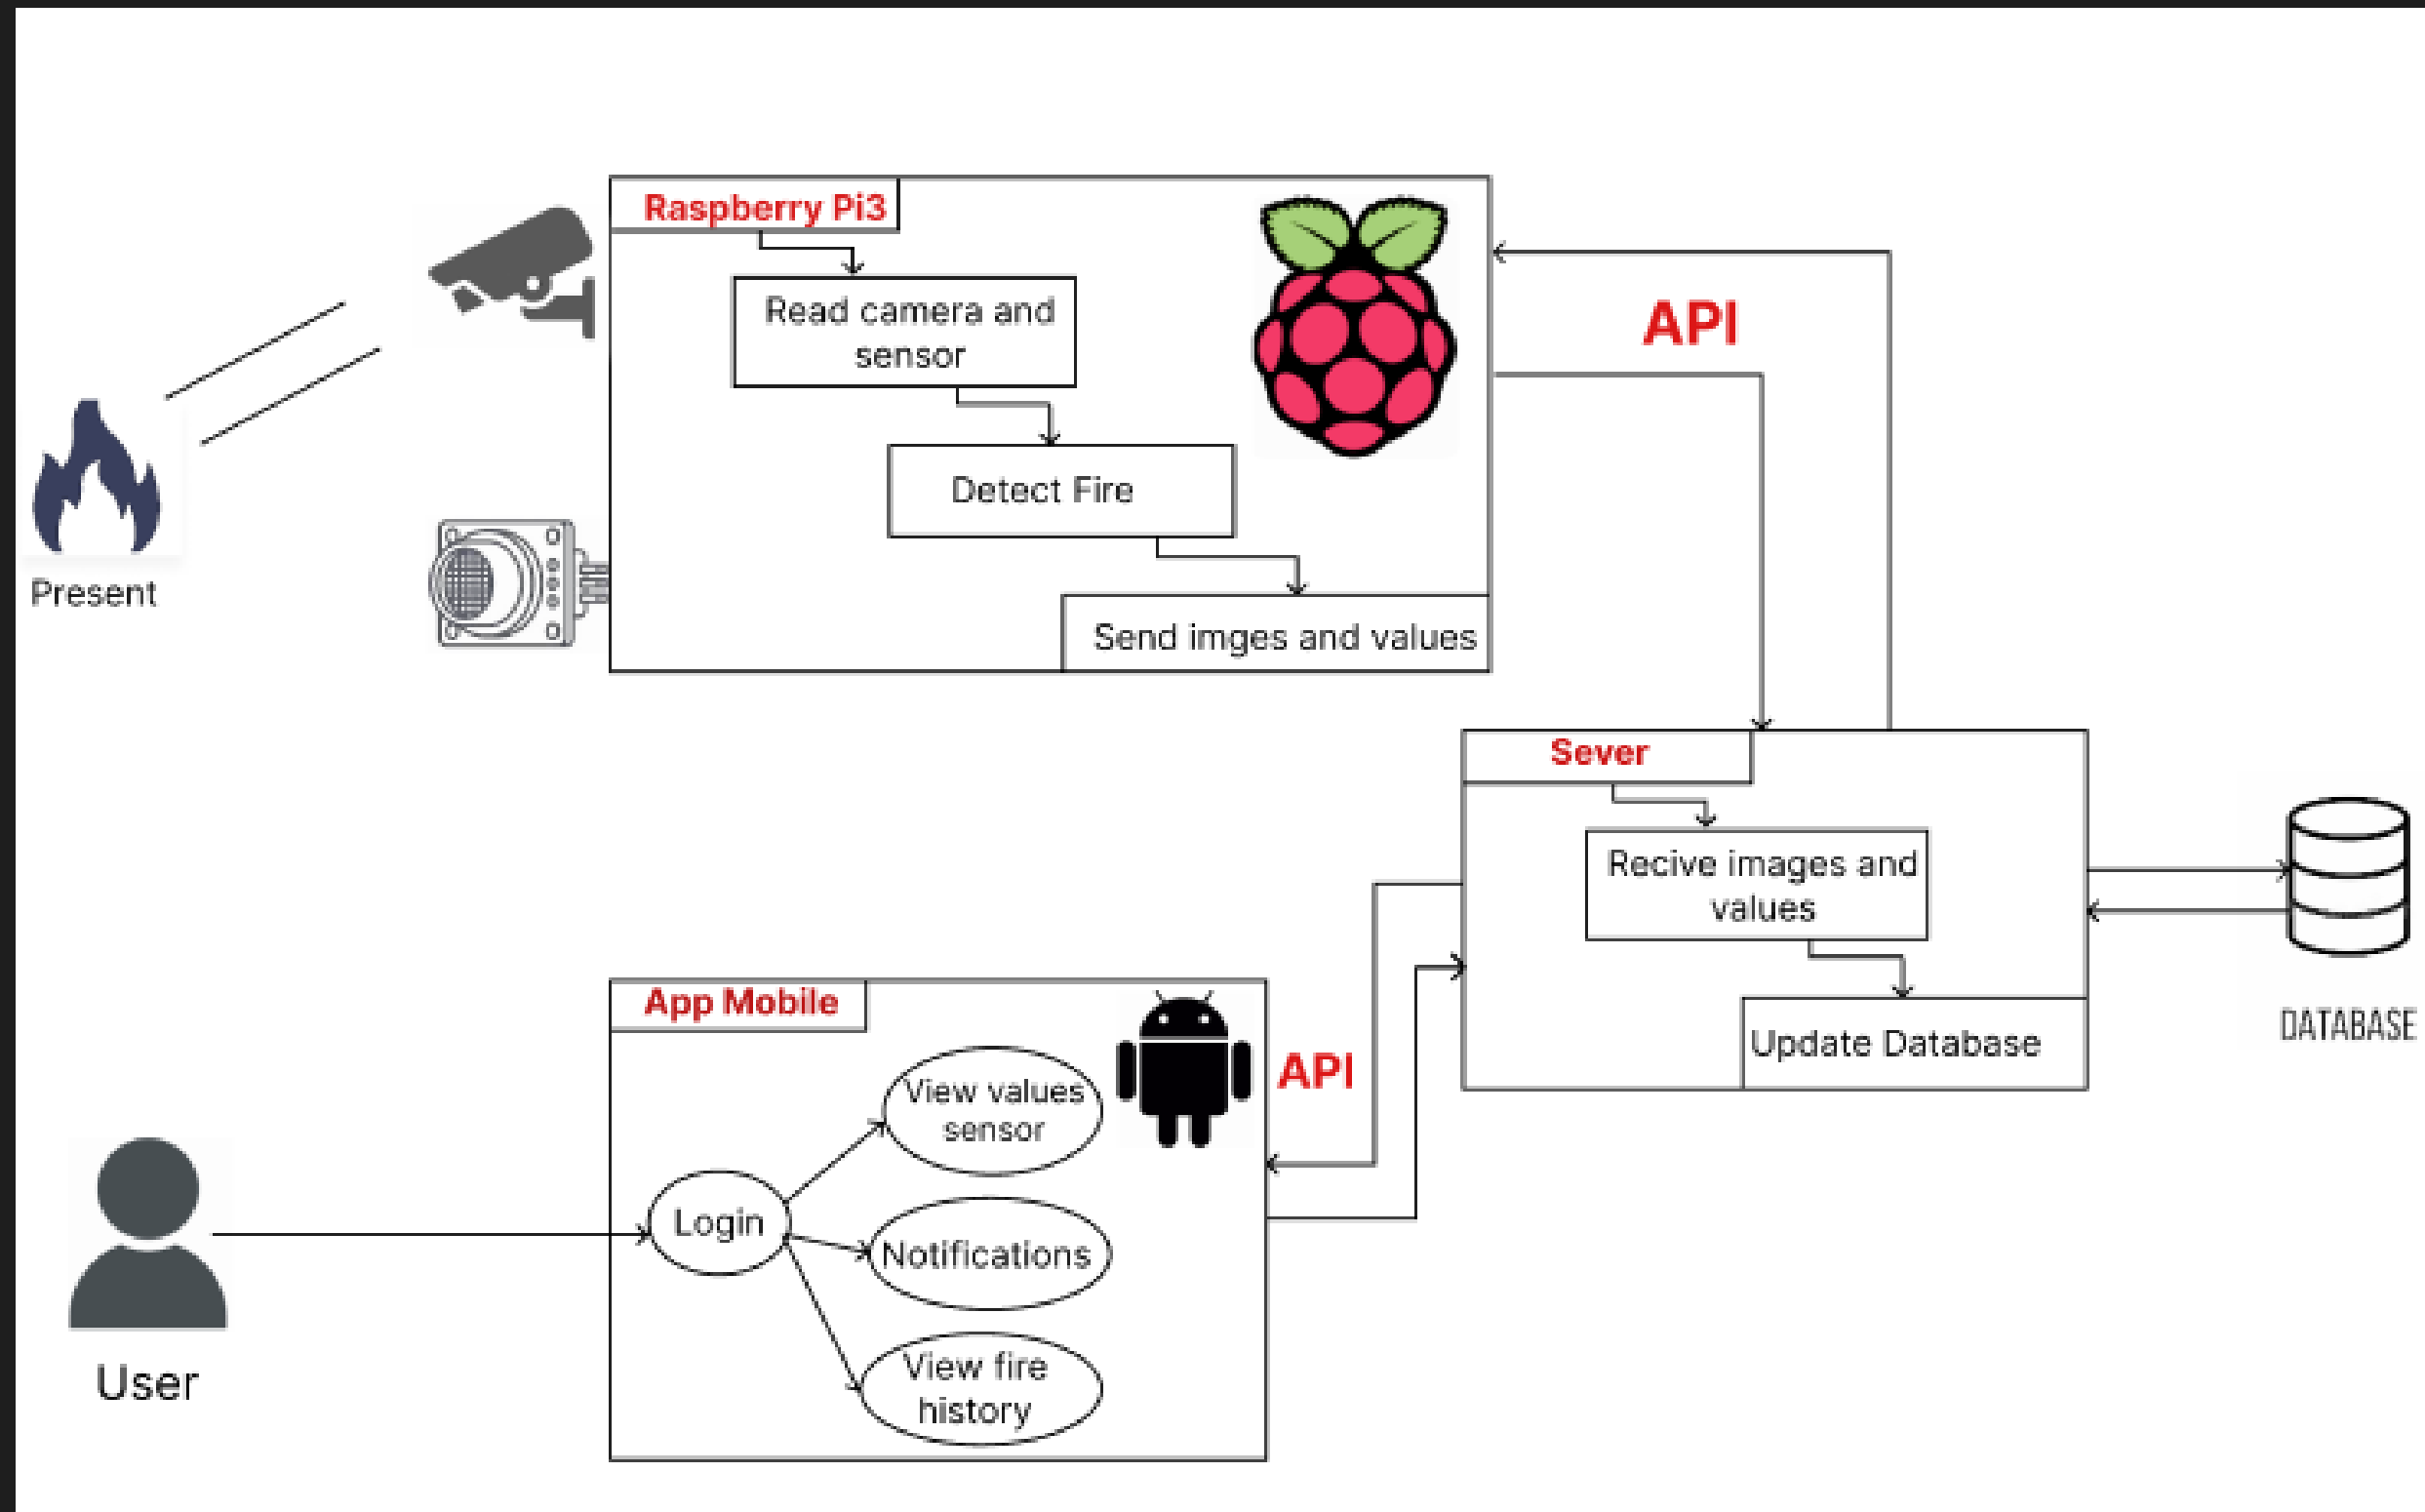 Raspberry Pi3
Read camera and
sensor
API
Detect Fire
Present
Send imges and values
Sever
Recive images and
values
Update Database
DATABASE
App Mobile
View values
sensor
API
Login
Notifications
View fire
history
User